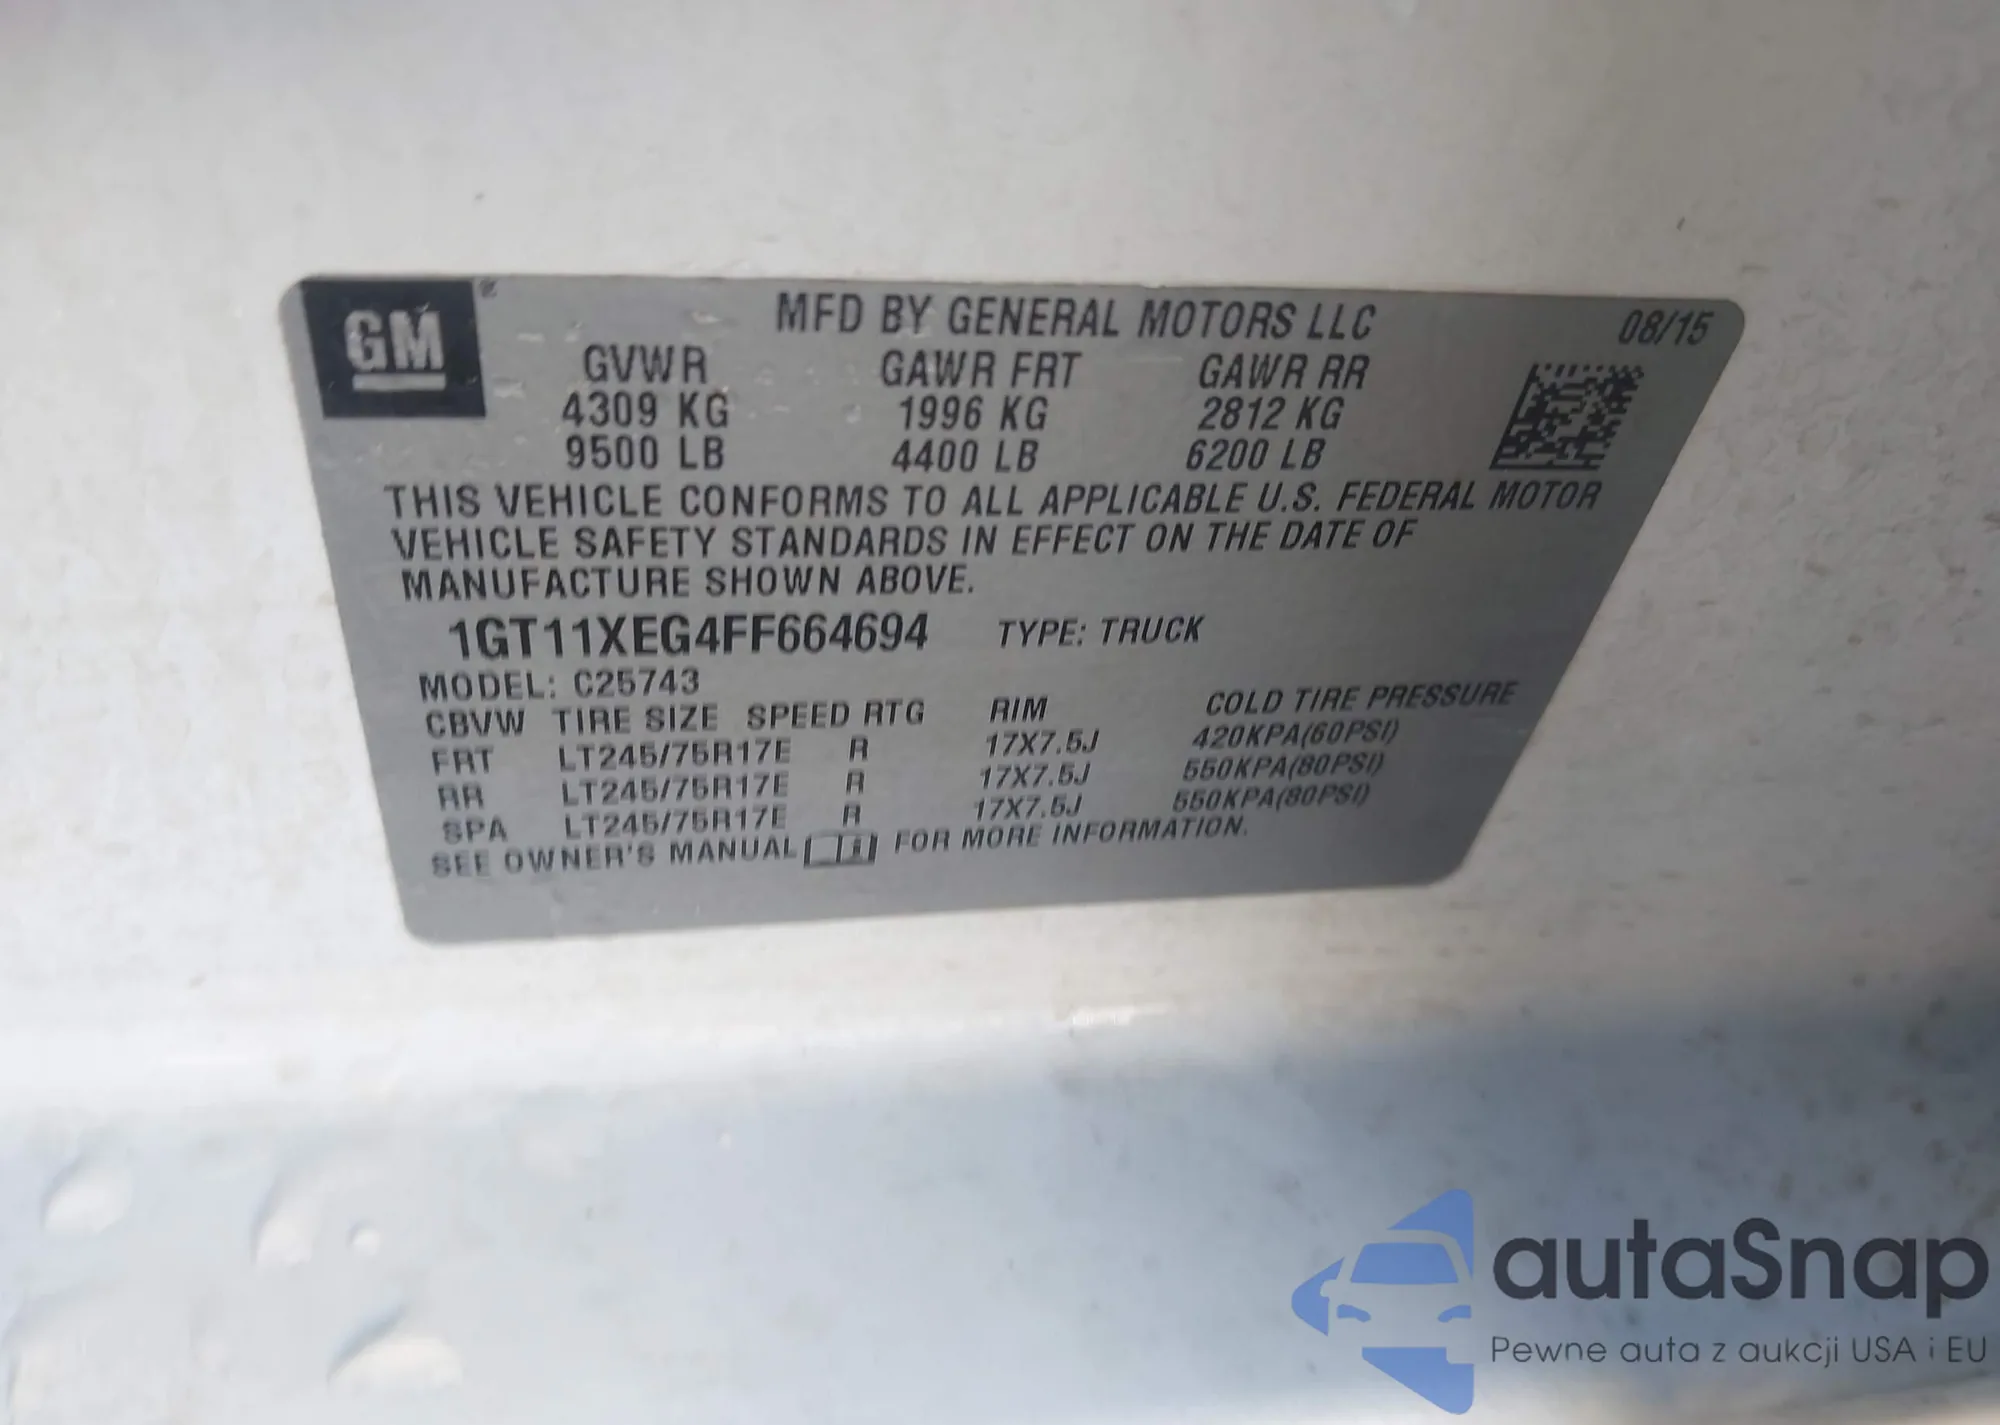 GM®
MFD BY GENERAL MOTORS LLC 08/15
GVWR GAWR FRT GAWR RR
4309 KG 1996 KG 2812 KG
9500 LB 4400 LB 6200 LB
THIS VEHICLE CONFORMS TO ALL APPLICABLE U.S. FEDERAL MOTOR
VEHICLE SAFETY STANDARDS IN EFFECT ON THE DATE OF
MANUFACTURE SHOWN ABOVE.
1GT11XEG4FF664694 TYPE: TRUCK
MODEL: C25743
CBVW TIRE SIZE SPEED RTG RIM COLD TIRE PRESSURE
FRT LT245/75R17E R 17X7.5J 420KPA(60PSI)
RR LT245/75R17E R 17X7.5J 550KPA(80PSI)
SPA LT245/75R17E R 17X7.5J 550KPA(80PSI)
SEE OWNER'S MANUAL FOR MORE INFORMATION.
autaSnap
Pewne auta z aukcji USA i EU